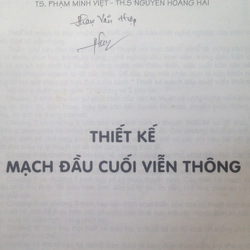 TS. PHẠM MINH VIỆT - TH.S NGUYỄN HOÀNG HẢI
THIẾT KẾ
MẠCH ĐẦU CUỐI VIỄN THÔNG